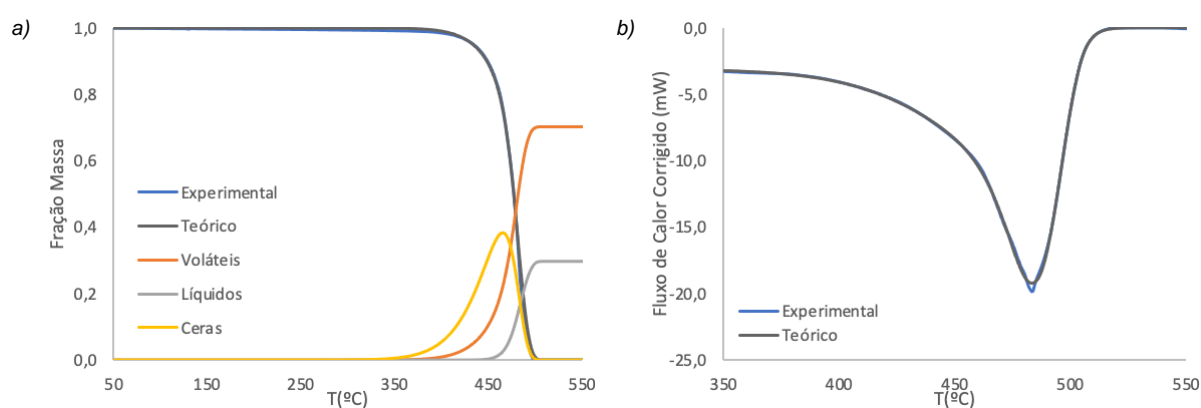 a)
1,0
0,8
0,6
0,4
0,2
0,0
Fração Massa
Experimental
Teórico
Voláteis
Líquidos
Ceras
50
150
250
350
450
550
T(ºC)
b)
0,0
-5,0
-10,0
-15,0
-20,0
-25,0
Fluxo de Calor Corrigido (mW)
Experimental
Teórico
350
400
450
500
550
T(ºC)